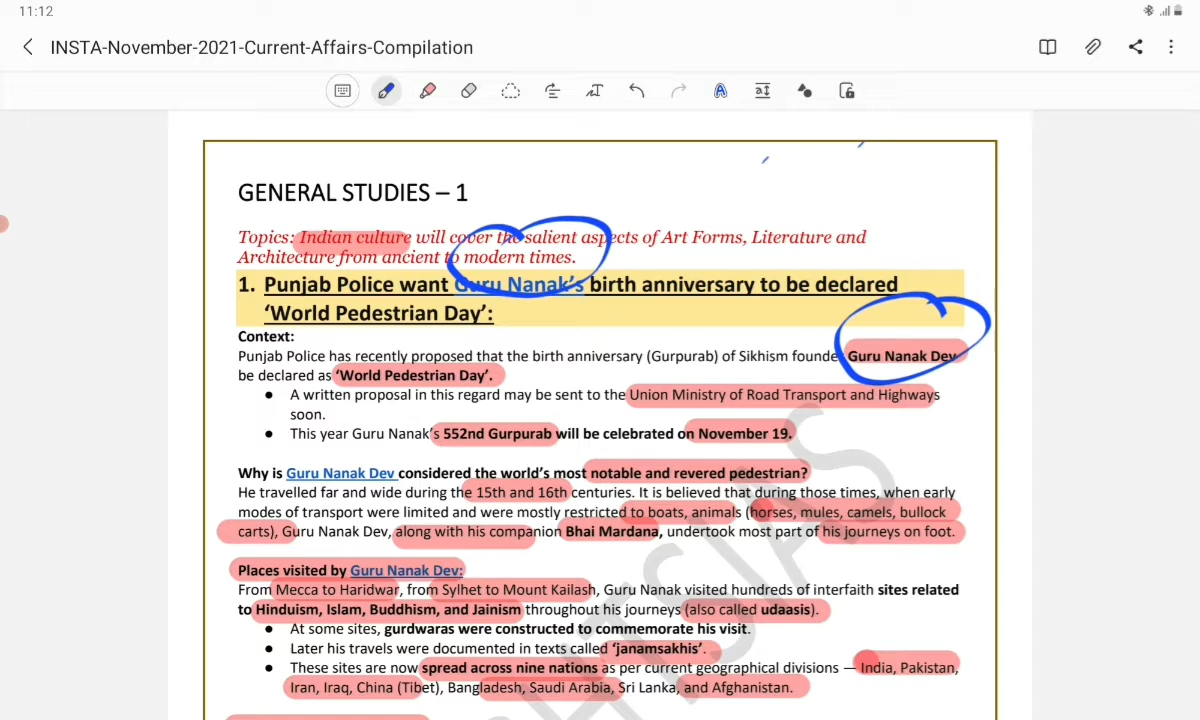 11:12
INSTA-November-2021-Current-Affairs-Compilation
GENERAL STUDIES – 1
Topics: Indian culture will cover the salient aspects of Art Forms, Literature and
Architecture from ancient to modern times.
1. Punjab Police want Guru Nanak’s birth anniversary to be declared
‘World Pedestrian Day’:
Context:
Punjab Police has recently proposed that the birth anniversary (Gurpurab) of Sikhism founde Guru Nanak Dev
be declared as ‘World Pedestrian Day’.
● A written proposal in this regard may be sent to the Union Ministry of Road Transport and Highways
soon.
● This year Guru Nanak’s 552nd Gurpurab will be celebrated on November 19.
Why is Guru Nanak Dev considered the world’s most notable and revered pedestrian?
He travelled far and wide during the 15th and 16th centuries. It is believed that during those times, when early
modes of transport were limited and were mostly restricted to boats, animals (horses, mules, camels, bullock
carts), Guru Nanak Dev, along with his companion Bhai Mardana, undertook most part of his journeys on foot.
Places visited by Guru Nanak Dev:
From Mecca to Haridwar, from Sylhet to Mount Kailash, Guru Nanak visited hundreds of interfaith sites related
to Hinduism, Islam, Buddhism, and Jainism throughout his journeys (also called udaasis).
● At some sites, gurdwaras were constructed to commemorate his visit.
● Later his travels were documented in texts called ‘janamsakhis’.
● These sites are now spread across nine nations as per current geographical divisions — India, Pakistan,
Iran, Iraq, China (Tibet), Bangladesh, Saudi Arabia, Sri Lanka, and Afghanistan.